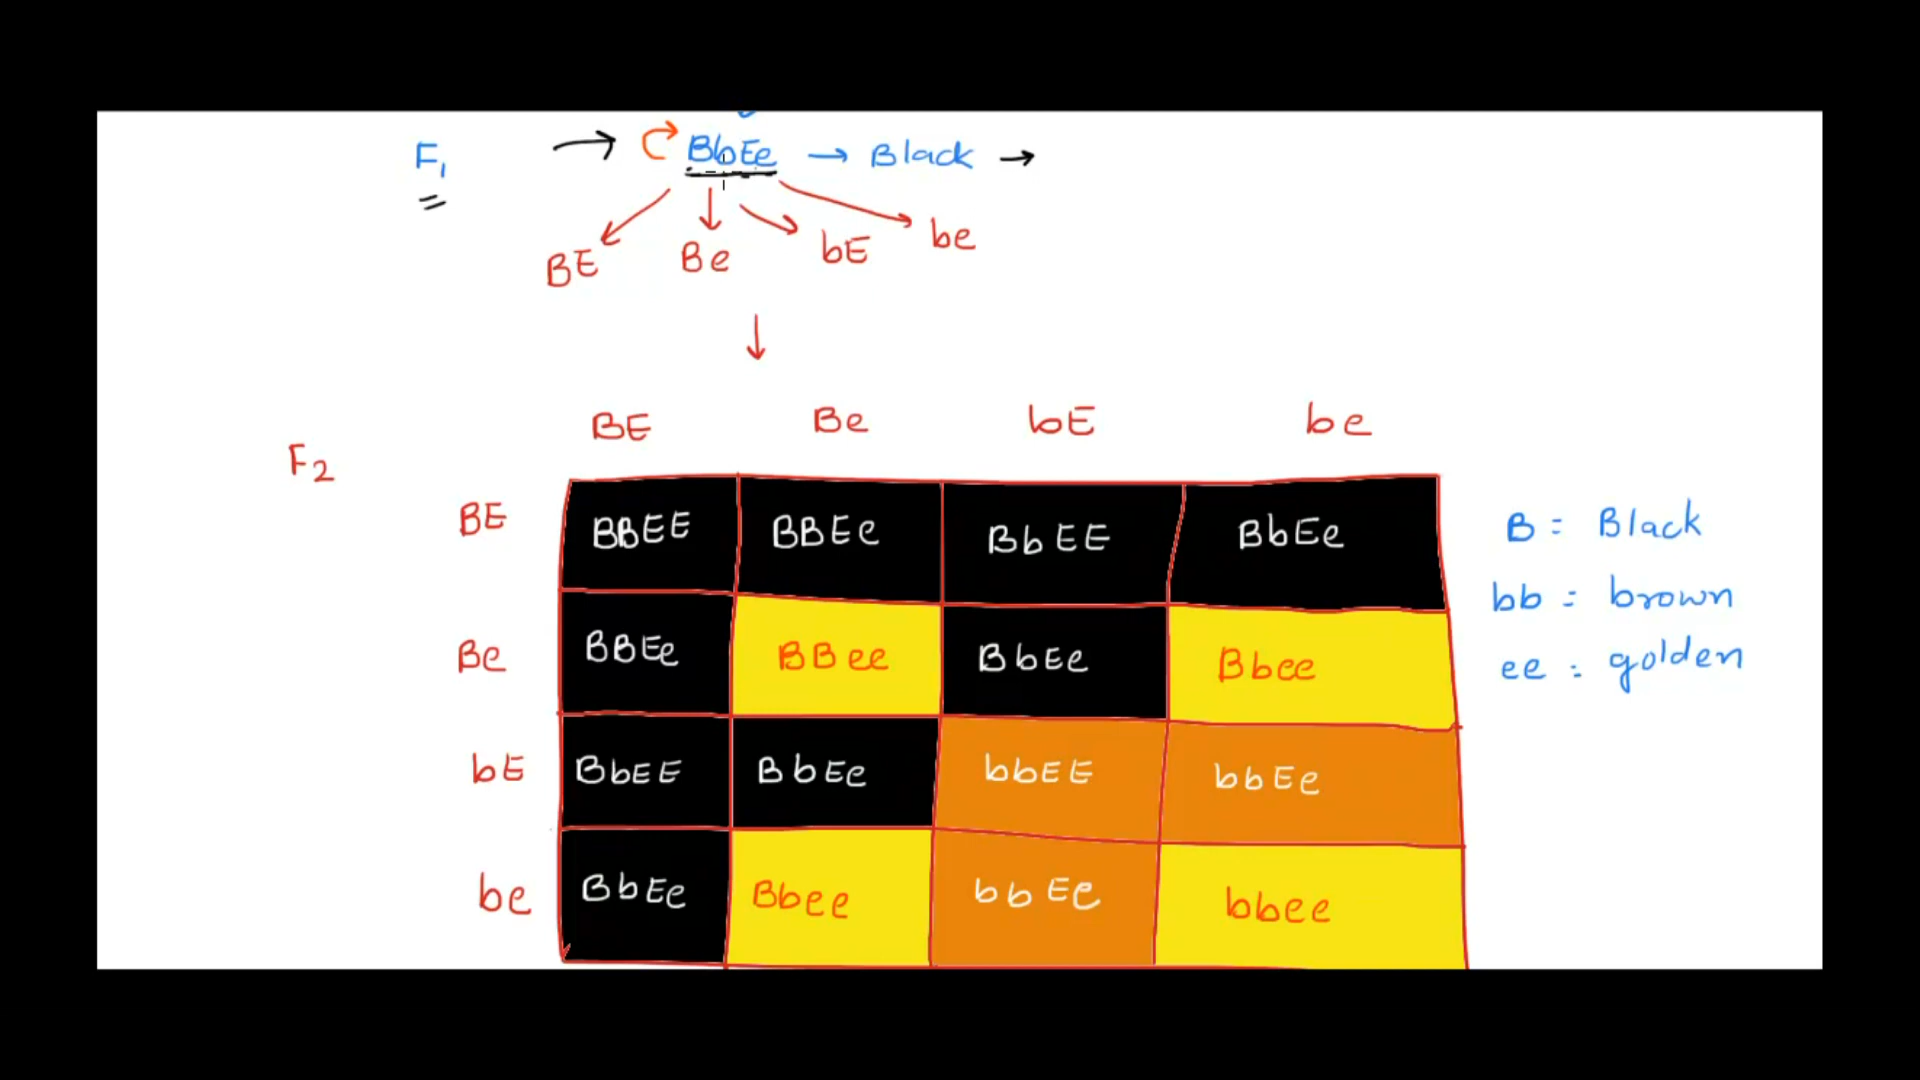 F1 → BbEe → Black →
BE Be bE be
F2
BE Be bE be
BE BBEE BBEe BbEE BbEe
Be BBEe BBee BbEe Bbee
bE BbEE BbEe bbEE bbEe
be BbEe Bbee bbEe bbee
B = Black
bb = brown
ee = golden